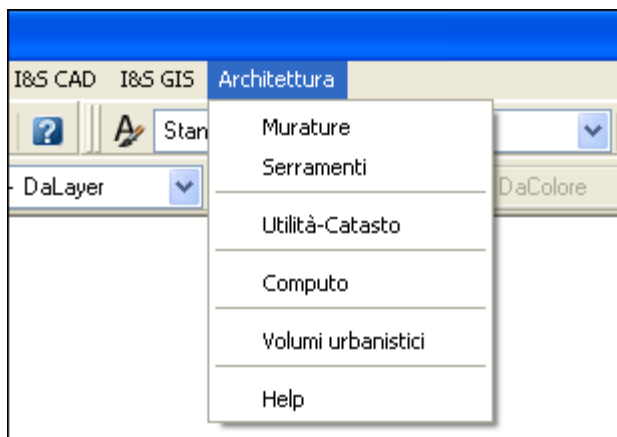 I&S CAD I&S GIS Architettura
Stan
DaLayer
DaColore
Murature
Serramenti
Utilità-Catasto
Computo
Volumi urbanistici
Help